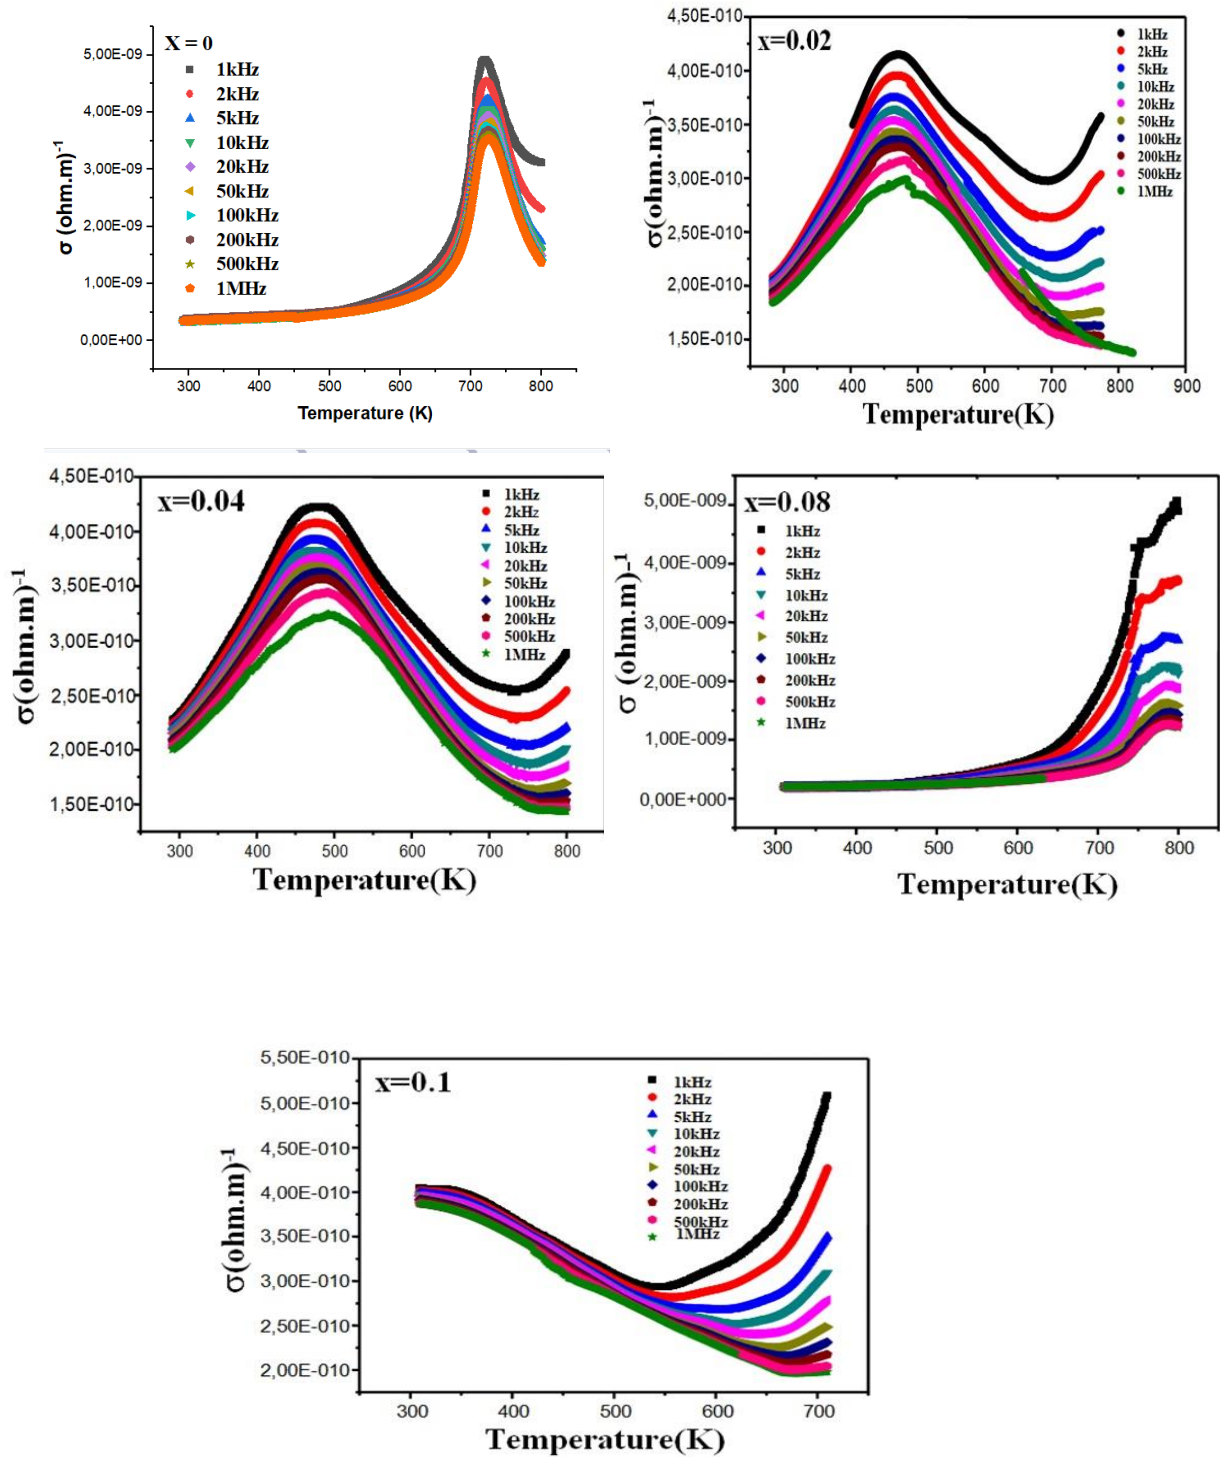 X = 0
5,00E-09
4,00E-09
3,00E-09
2,00E-09
1,00E-09
0,00E+00
σ (ohm.m)-1
1kHz
2kHz
5kHz
10kHz
20kHz
50kHz
100kHz
200kHz
500kHz
1MHz
300 400 500 600 700 800
Temperature (K)
x=0.02
4,50E-010
4,00E-010
3,50E-010
3,00E-010
2,50E-010
2,00E-010
1,50E-010
σ(ohm.m)-1
1kHz
2kHz
5kHz
10kHz
20kHz
50kHz
100kHz
200kHz
500kHz
1MHz
300 400 500 600 700 800 900
Temperature(K)
x=0.04
4,50E-010
4,00E-010
3,50E-010
3,00E-010
2,50E-010
2,00E-010
1,50E-010
σ(ohm.m)-1
1kHz
2kHz
5kHz
10kHz
20kHz
50kHz
100kHz
200kHz
500kHz
1MHz
300 400 500 600 700 800
Temperature(K)
x=0.08
5,00E-009
4,00E-009
3,00E-009
2,00E-009
1,00E-009
0,00E+000
σ (ohm.m)-1
1kHz
2kHz
5kHz
10kHz
20kHz
50kHz
100kHz
200kHz
500kHz
1MHz
300 400 500 600 700 800
Temperature(K)
x=0.1
5,50E-010
5,00E-010
4,50E-010
4,00E-010
3,50E-010
3,00E-010
2,50E-010
2,00E-010
σ(ohm.m)-1
1kHz
2kHz
5kHz
10kHz
20kHz
50kHz
100kHz
200kHz
500kHz
1MHz
300 400 500 600 700
Temperature(K)